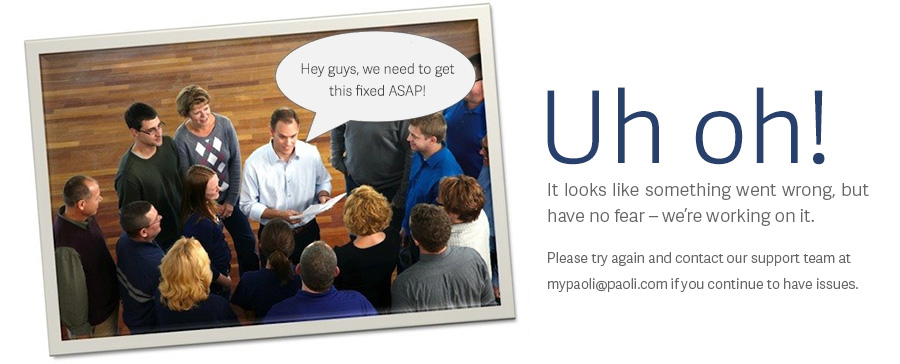 Hey guys, we need to get
this fixed ASAP!
Uh oh!
It looks like something went wrong, but
have no fear – we're working on it.
Please try again and contact our support team at
mypaoli@paoli.com if you continue to have issues.